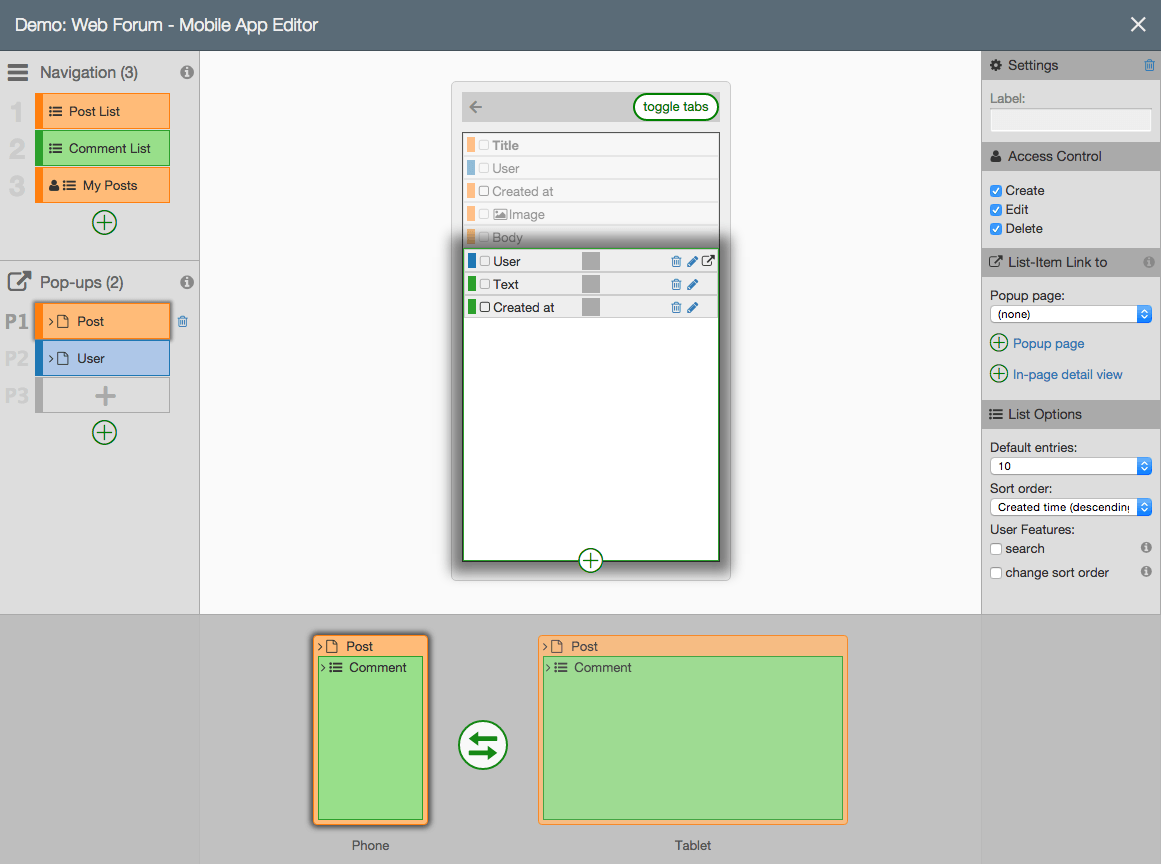 Demo: Web Forum - Mobile App Editor
Navigation (3)
1 Post List
2 Comment List
3 My Posts
Pop-ups (2)
P1 Post
P2 User
P3
toggle tabs
Title
User
Created at
Image
Body
User
Text
Created at
Settings
Label:
Access Control
Create
Edit
Delete
List-Item Link to
Popup page:
(none)
Popup page
In-page detail view
List Options
Default entries:
10
Sort order:
Created time (descending
User Features:
search
change sort order
Post
Comment
Phone
Post
Comment
Tablet